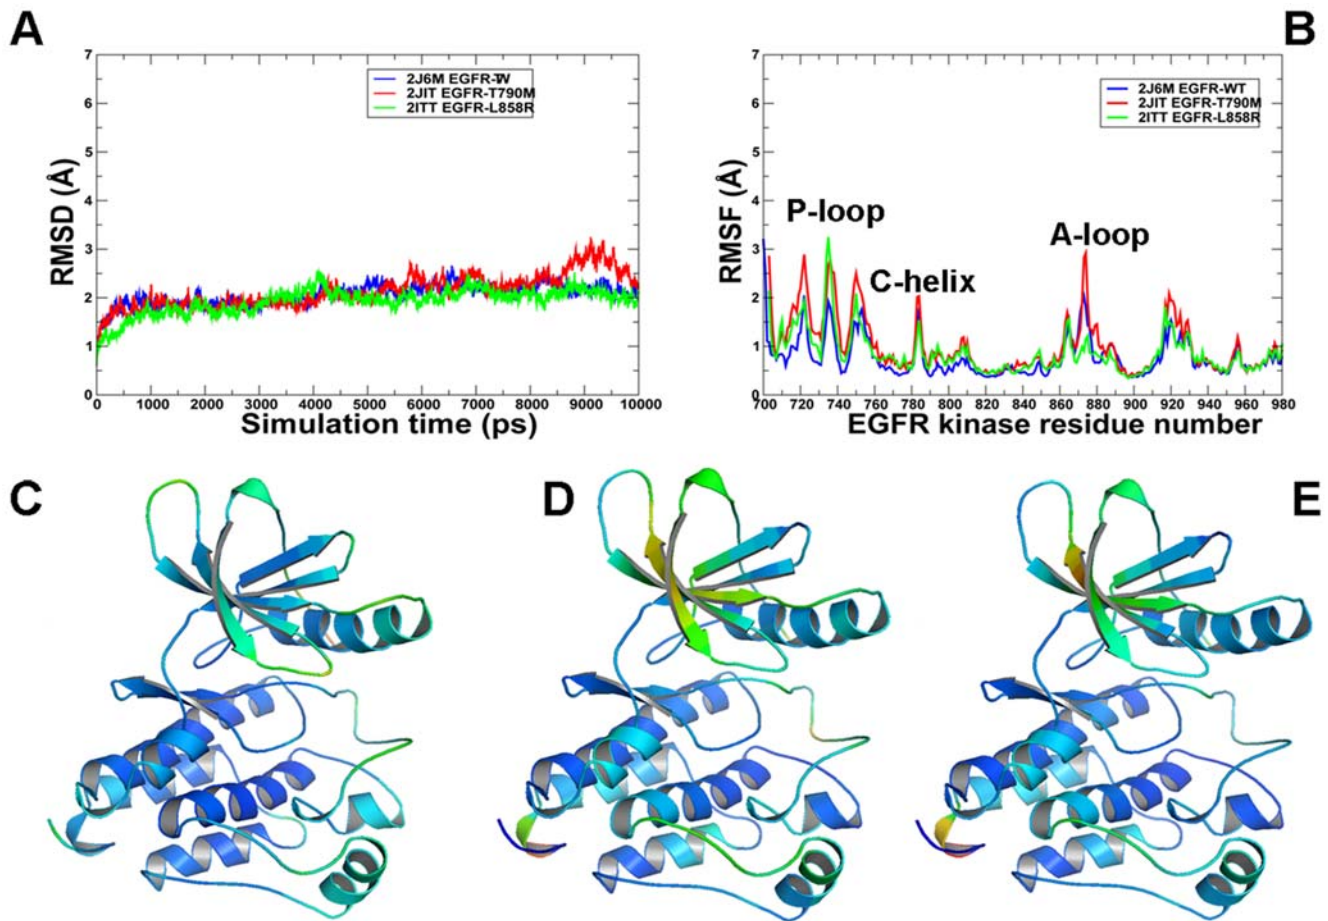 A
B
7
6
5
4
3
2
1
0
RMSD (Å)
2J6M EGFR-W
2JIT EGFR-T790M
2ITT EGFR-L858R
0 1000 2000 3000 4000 5000 6000 7000 8000 9000 10000
Simulation time (ps)
7
6
5
4
3
2
1
0
RMSF (Å)
2J6M EGFR-WT
2JIT EGFR-T790M
2ITT EGFR-L858R
P-loop
C-helix
A-loop
700 720 740 760 780 800 820 840 860 880 900 920 940 960 980
EGFR kinase residue number
C
D
E